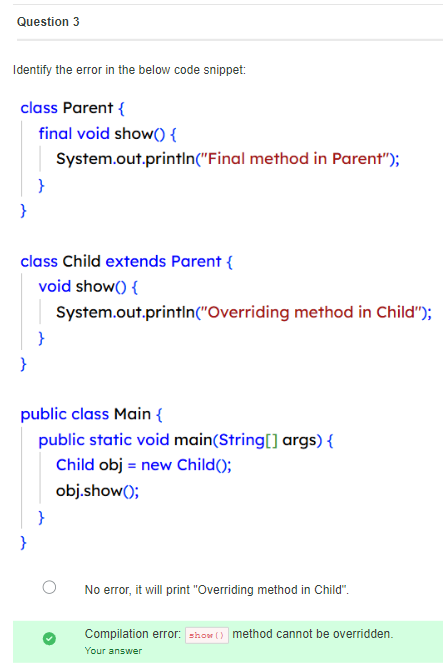 Question 3
Identify the error in the below code snippet:
class Parent {
final void show() {
System.out.println("Final method in Parent");
}
}
class Child extends Parent {
void show() {
System.out.println("Overriding method in Child");
}
}
public class Main {
public static void main(String[] args) {
Child obj = new Child();
obj.show();
}
}
No error, it will print "Overriding method in Child".
Compilation error: show() method cannot be overridden.
Your answer